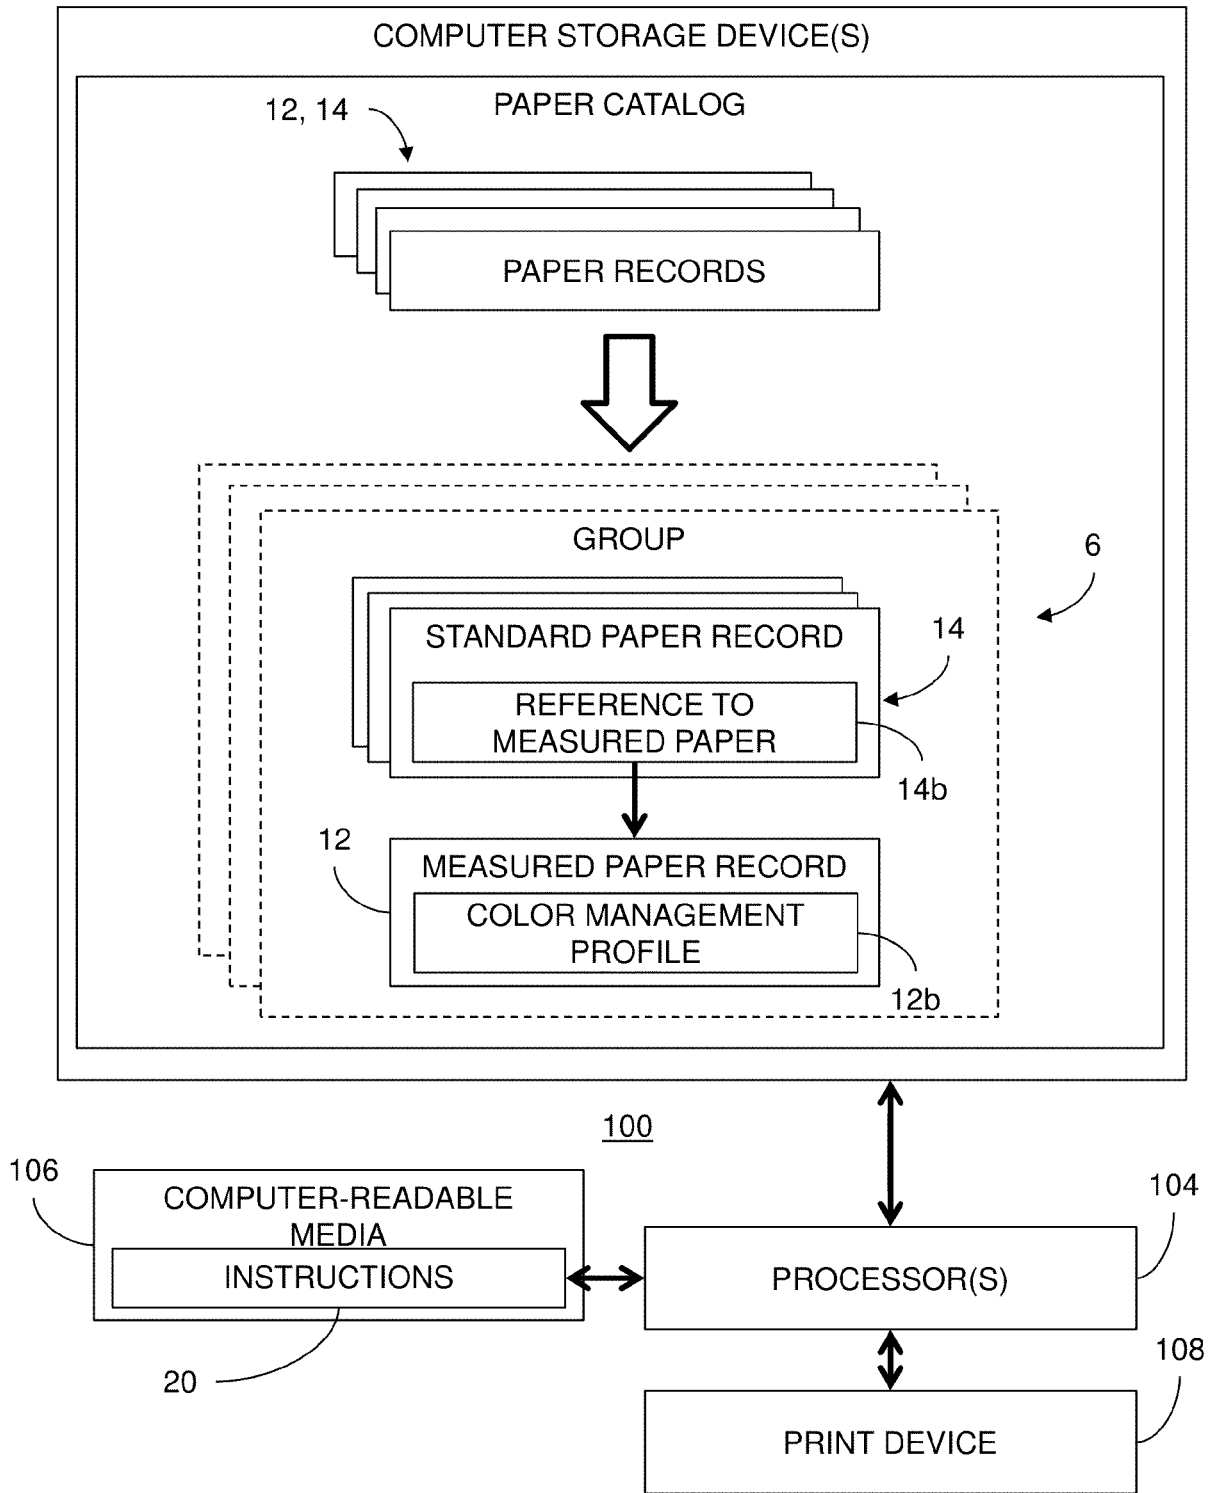 COMPUTER STORAGE DEVICE(S)
PAPER CATALOG
12, 14
PAPER RECORDS
GROUP
6
STANDARD PAPER RECORD
14
REFERENCE TO
MEASURED PAPER
14b
12
MEASURED PAPER RECORD
COLOR MANAGEMENT
PROFILE
12b
100
106
COMPUTER-READABLE
MEDIA
INSTRUCTIONS
20
104
PROCESSOR(S)
108
PRINT DEVICE